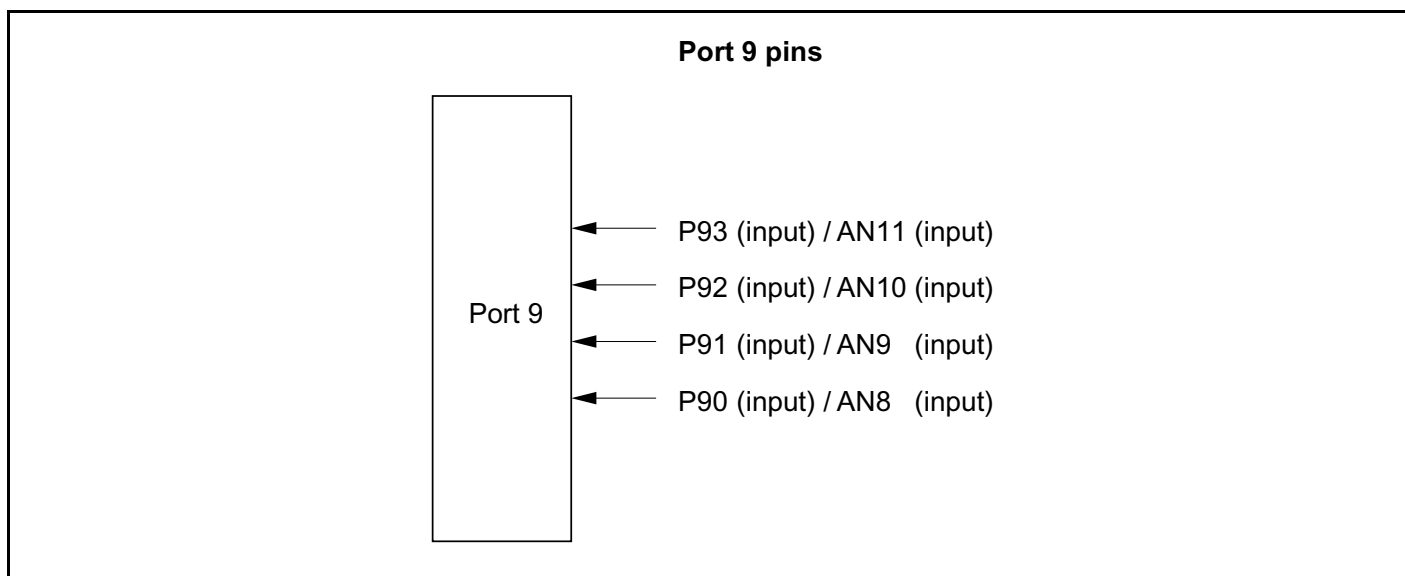 Port 9 pins
P93 (input) / AN11 (input)
P92 (input) / AN10 (input)
Port 9
P91 (input) / AN9 (input)
P90 (input) / AN8 (input)